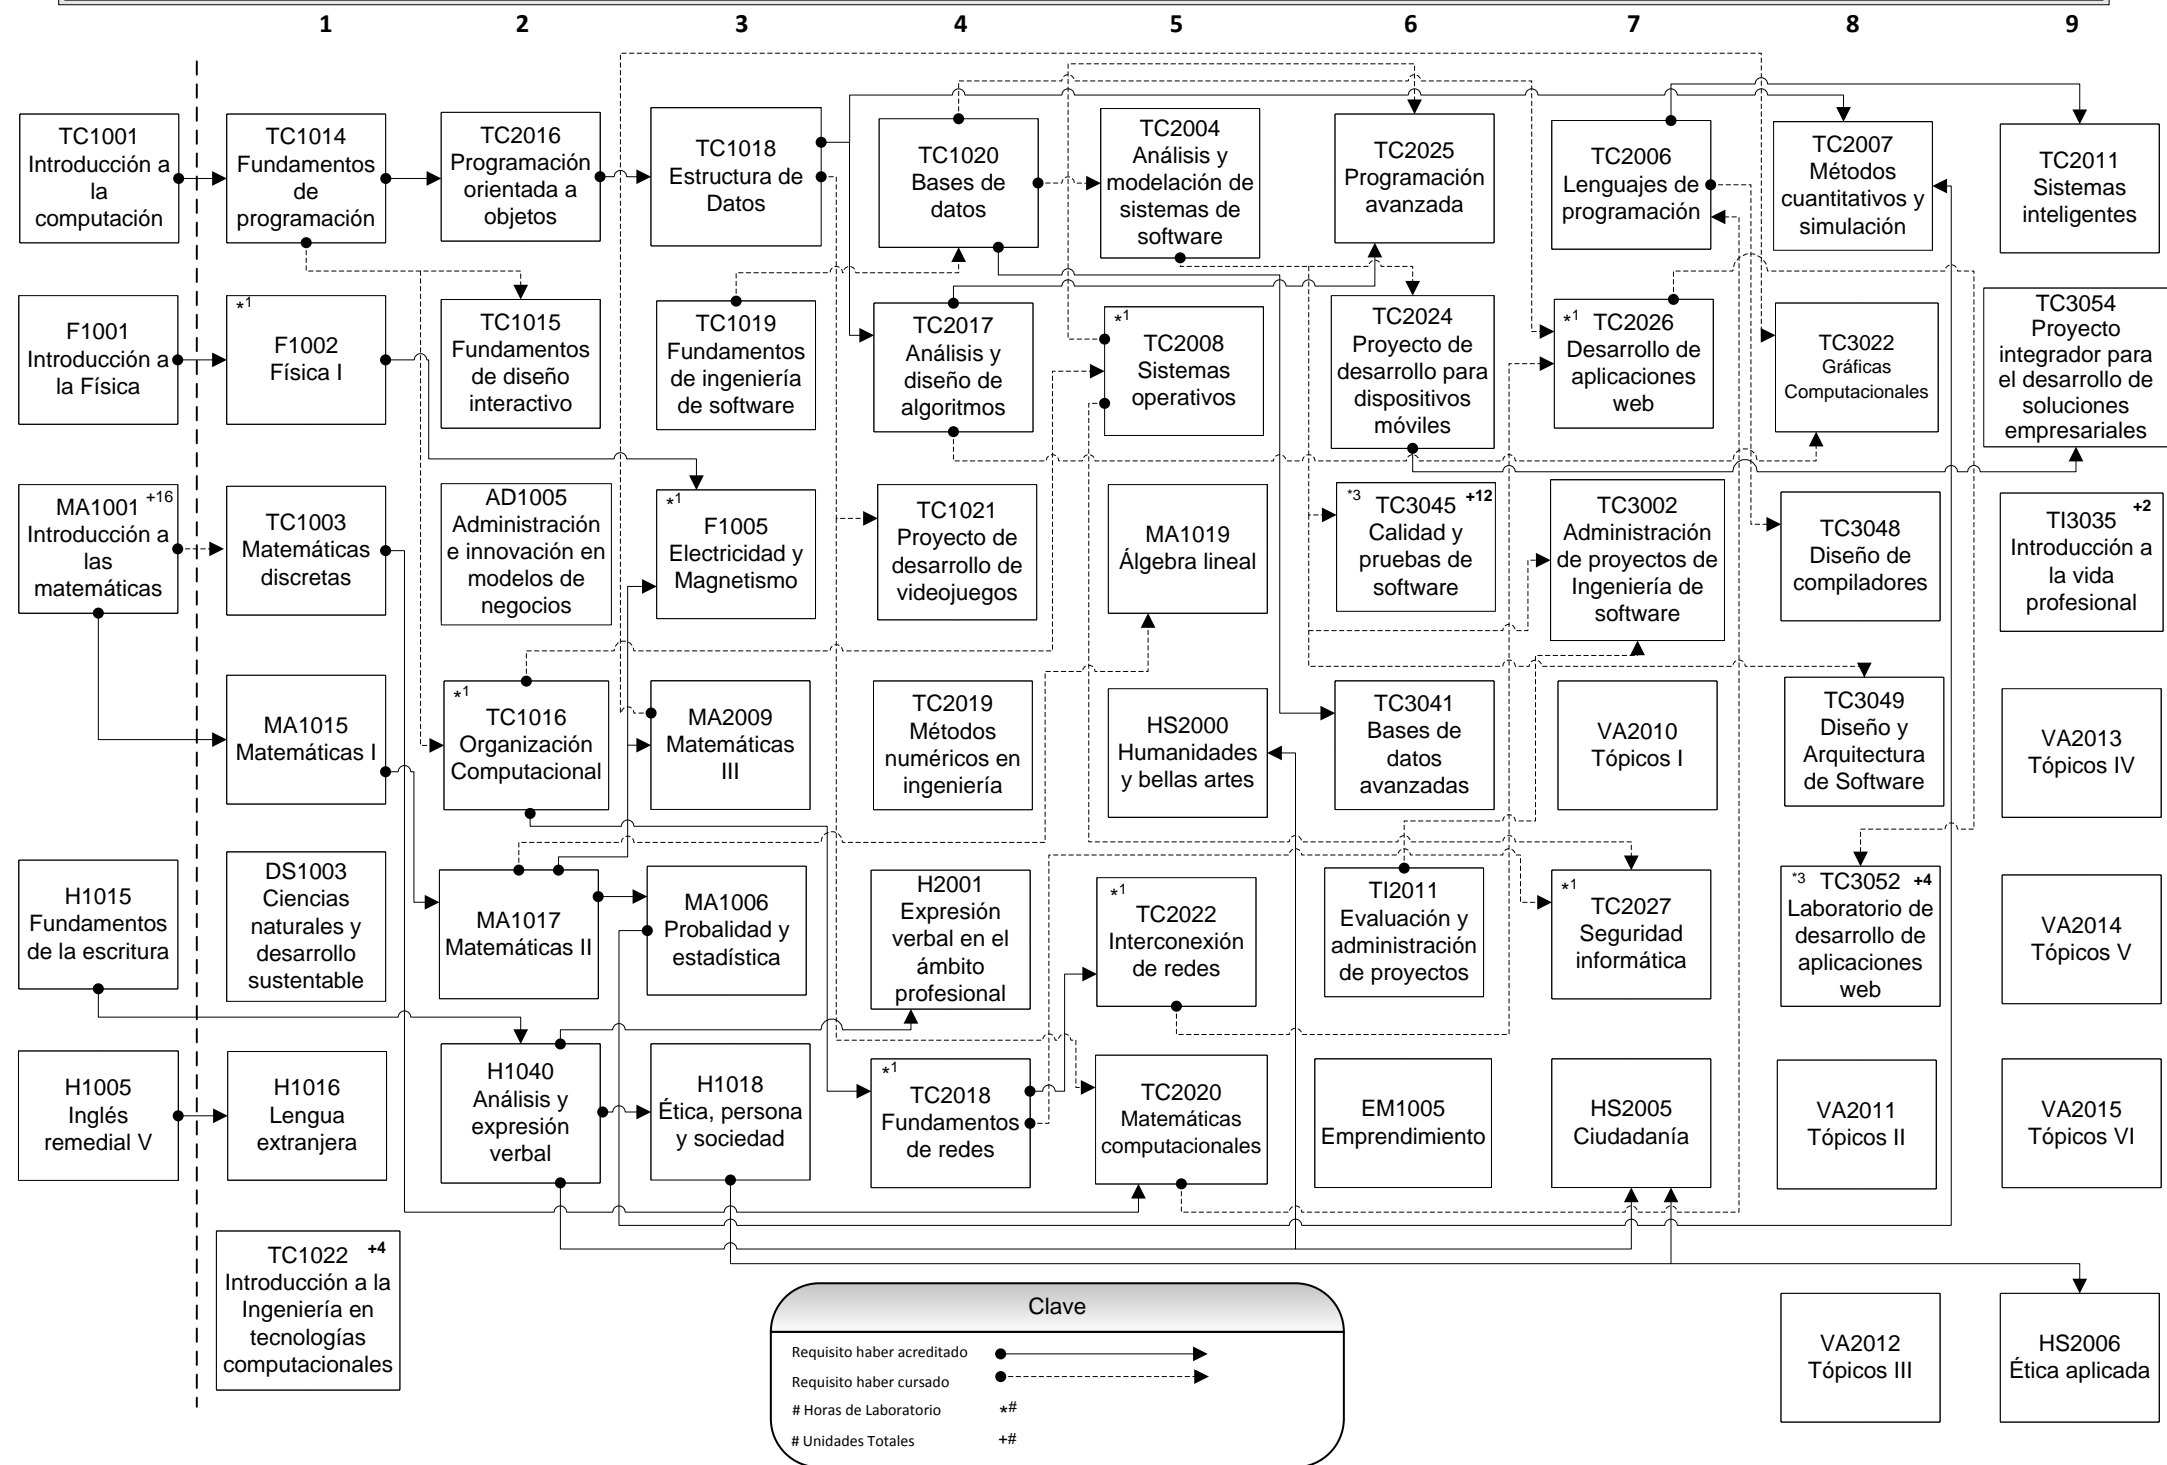 1 2 3 4 5 6 7 8 9
TC1001
Introducción a
la
computación
TC1014
Fundamentos
de
programación
TC2016
Programación
orientada a
objetos
TC1018
Estructura de
Datos
TC1020
Bases de
datos
TC2004
Análisis y
modelación de
sistemas de
software
TC2025
Programación
avanzada
TC2006
Lenguajes de
programación
TC2007
Métodos
cuantitativos y
simulación
TC2011
Sistemas
inteligentes
F1001
Introducción a
la Física
*1
F1002
Física I
TC1015
Fundamentos
de diseño
interactivo
TC1019
Fundamentos
de ingeniería
de software
TC2017
Análisis y
diseño de
algoritmos
*1
TC2008
Sistemas
operativos
TC2024
Proyecto de
desarrollo para
dispositivos
móviles
*1 TC2026
Desarrollo de
aplicaciones
web
TC3022
Gráficas
Computacionales
TC3054
Proyecto
integrador para
el desarrollo de
soluciones
empresariales
MA1001 +16
Introducción a
las
matemáticas
TC1003
Matemáticas
discretas
AD1005
Administración
e innovación en
modelos de
negocios
*1
F1005
Electricidad y
Magnetismo
TC1021
Proyecto de
desarrollo de
videojuegos
MA1019
Álgebra lineal
*3 TC3045 +12
Calidad y
pruebas de
software
TC3002
Administración
de proyectos de
Ingeniería de
software
TC3048
Diseño de
compiladores
TI3035 +2
Introducción a
la vida
profesional
MA1015
Matemáticas I
*1
TC1016
Organización
Computacional
MA2009
Matemáticas
III
TC2019
Métodos
numéricos en
ingeniería
HS2000
Humanidades
y bellas artes
TC3041
Bases de
datos
avanzadas
VA2010
Tópicos I
TC3049
Diseño y
Arquitectura
de Software
VA2013
Tópicos IV
H1015
Fundamentos
de la escritura
DS1003
Ciencias
naturales y
desarrollo
sustentable
MA1017
Matemáticas II
MA1006
Probalidad y
estadística
H2001
Expresión
verbal en el
ámbito
profesional
*1
TC2022
Interconexión
de redes
TI2011
Evaluación y
administración
de proyectos
*1
TC2027
Seguridad
informática
*3 TC3052 +4
Laboratorio de
desarrollo de
aplicaciones
web
VA2014
Tópicos V
H1005
Inglés
remedial V
H1016
Lengua
extranjera
H1040
Análisis y
expresión
verbal
H1018
Ética, persona
y sociedad
*1
TC2018
Fundamentos
de redes
TC2020
Matemáticas
computacionales
EM1005
Emprendimiento
HS2005
Ciudadanía
VA2011
Tópicos II
VA2015
Tópicos VI
TC1022 +4
Introducción a la
Ingeniería en
tecnologías
computacionales
VA2012
Tópicos III
HS2006
Ética aplicada
Clave
Requisito haber acreditado
Requisito haber cursado
# Horas de Laboratorio *#
# Unidades Totales +#